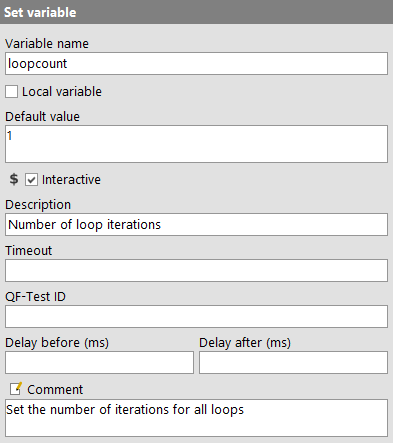 Set variable
Variable name
loopcount
Local variable
Default value
1
$ Interactive
Description
Number of loop iterations
Timeout
QF-Test ID
Delay before (ms) Delay after (ms)
Comment
Set the number of iterations for all loops